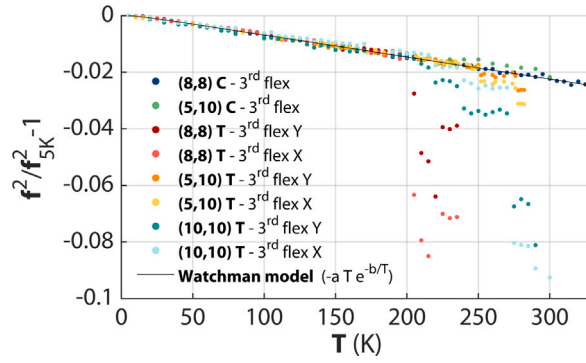 0
-0.02
-0.04
-0.06
-0.08
-0.1
f²/f²5K-1
(8,8) C - 3rd flex
(5,10) C - 3rd flex
(8,8) T - 3rd flex Y
(8,8) T - 3rd flex X
(5,10) T - 3rd flex Y
(5,10) T - 3rd flex X
(10,10) T - 3rd flex Y
(10,10) T - 3rd flex X
Watchman model (-a T e-b/T)
0 50 100 150 200 250 300
T (K)